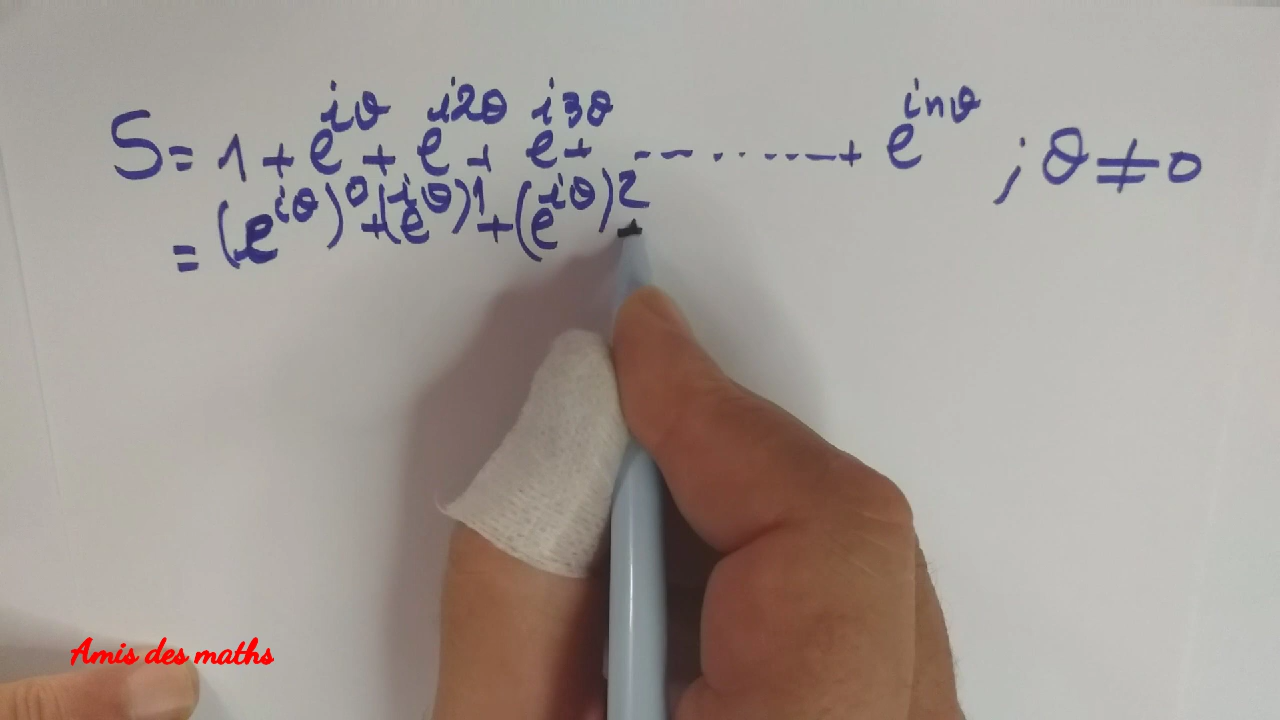 S = 1 + e^{iθ} + e^{i2θ} + e^{i3θ} + --.....--+ e^{inθ} ; θ ≠ 0
= (e^{iθ})^0 + (e^{iθ})^1 + (e^{iθ})^2 +
Amis des maths